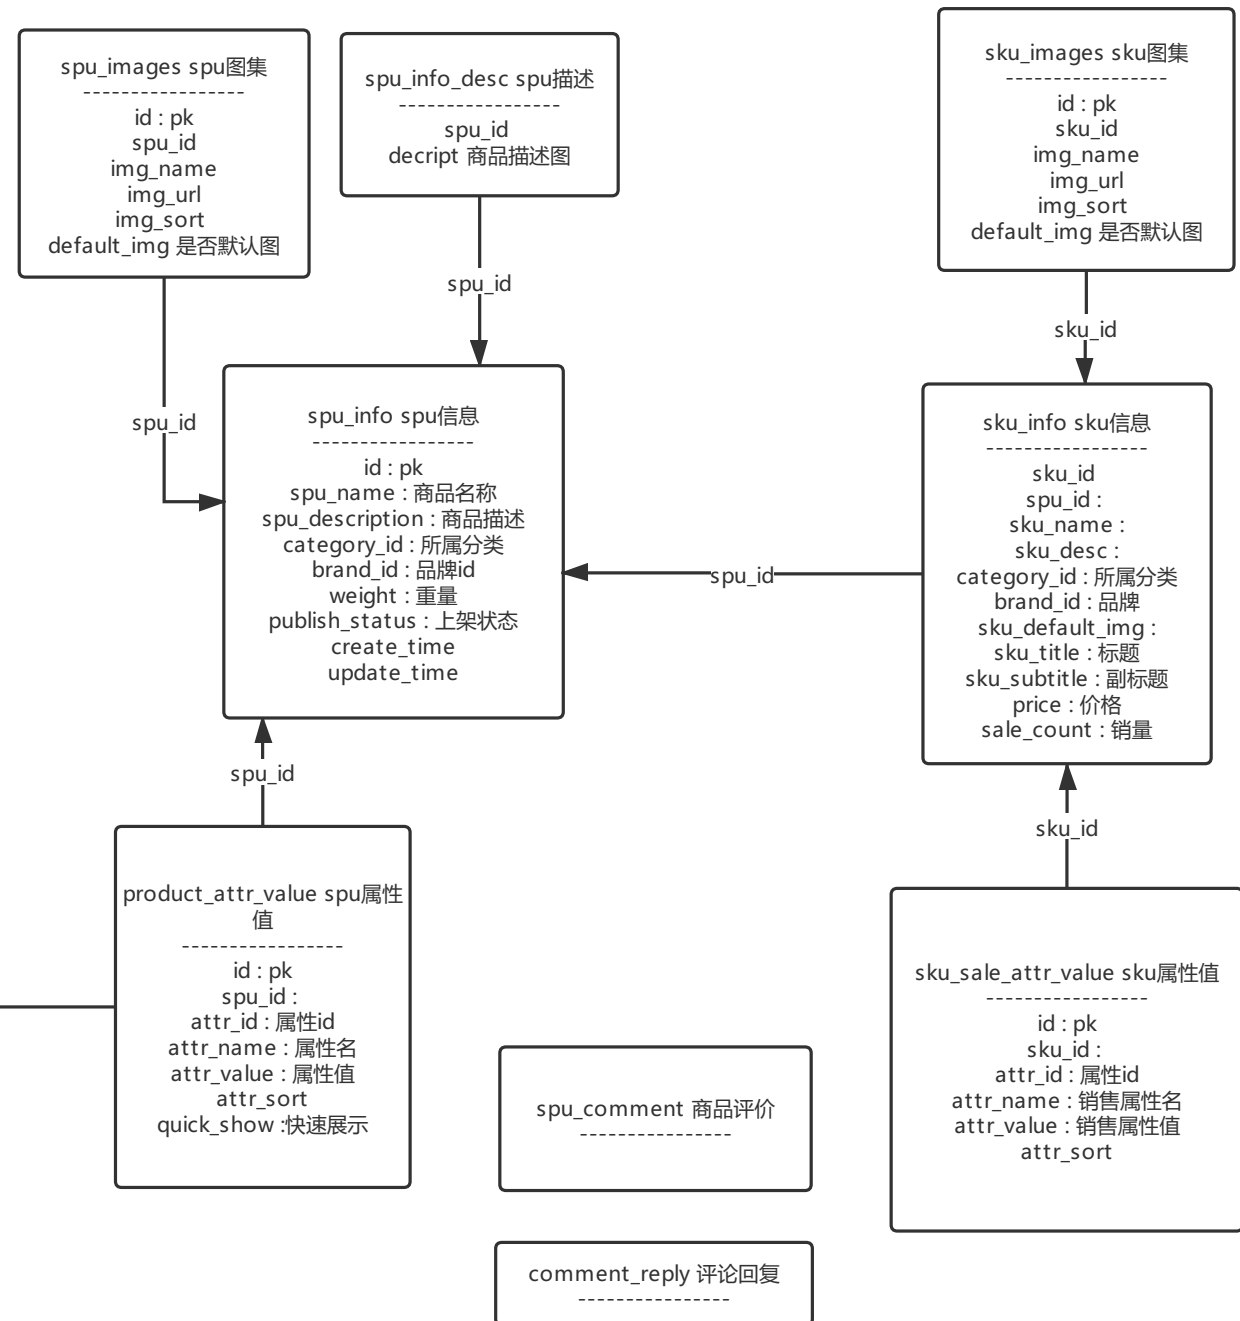 spu_images spu图集
-----------------
id : pk
spu_id
img_name
img_url
img_sort
default_img 是否默认图
spu_info_desc spu描述
-----------------
spu_id
decript 商品描述图
sku_images sku图集
-----------------
id : pk
sku_id
img_name
img_url
img_sort
default_img 是否默认图
spu_id
spu_id
sku_id
spu_info spu信息
-----------------
id : pk
spu_name : 商品名称
spu_description : 商品描述
category_id : 所属分类
brand_id : 品牌id
weight : 重量
publish_status : 上架状态
create_time
update_time
spu_id
sku_info sku信息
-----------------
sku_id
spu_id :
sku_name :
sku_desc :
category_id : 所属分类
brand_id : 品牌
sku_default_img :
sku_title : 标题
sku_subtitle : 副标题
price : 价格
sale_count : 销量
spu_id
sku_id
product_attr_value spu属性
值
-----------------
id : pk
spu_id :
attr_id : 属性id
attr_name : 属性名
attr_value : 属性值
attr_sort
quick_show :快速展示
spu_comment 商品评价
----------------
sku_sale_attr_value sku属性值
-----------------
id : pk
sku_id :
attr_id : 属性id
attr_name : 销售属性名
attr_value : 销售属性值
attr_sort
comment_reply 评论回复
----------------